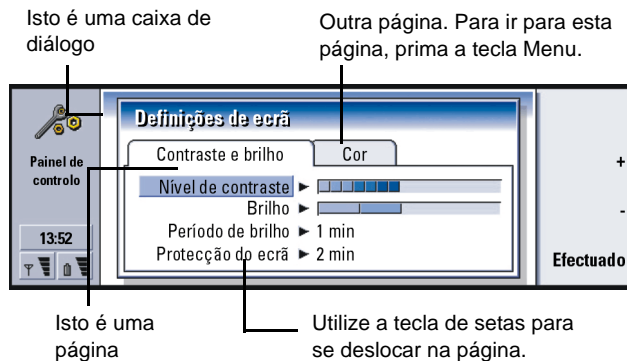 Isto é uma caixa de
diálogo
Outra página. Para ir para esta
página, prima a tecla Menu.
Definições de ecrã
Painel de
controlo
Contraste e brilho
Cor
Nível de contraste
Brilho
Período de brilho 1 min
Protecção do ecrã 2 min
13:52
+
-
Efectuado
Isto é uma
página
Utilize a tecla de setas para
se deslocar na página.